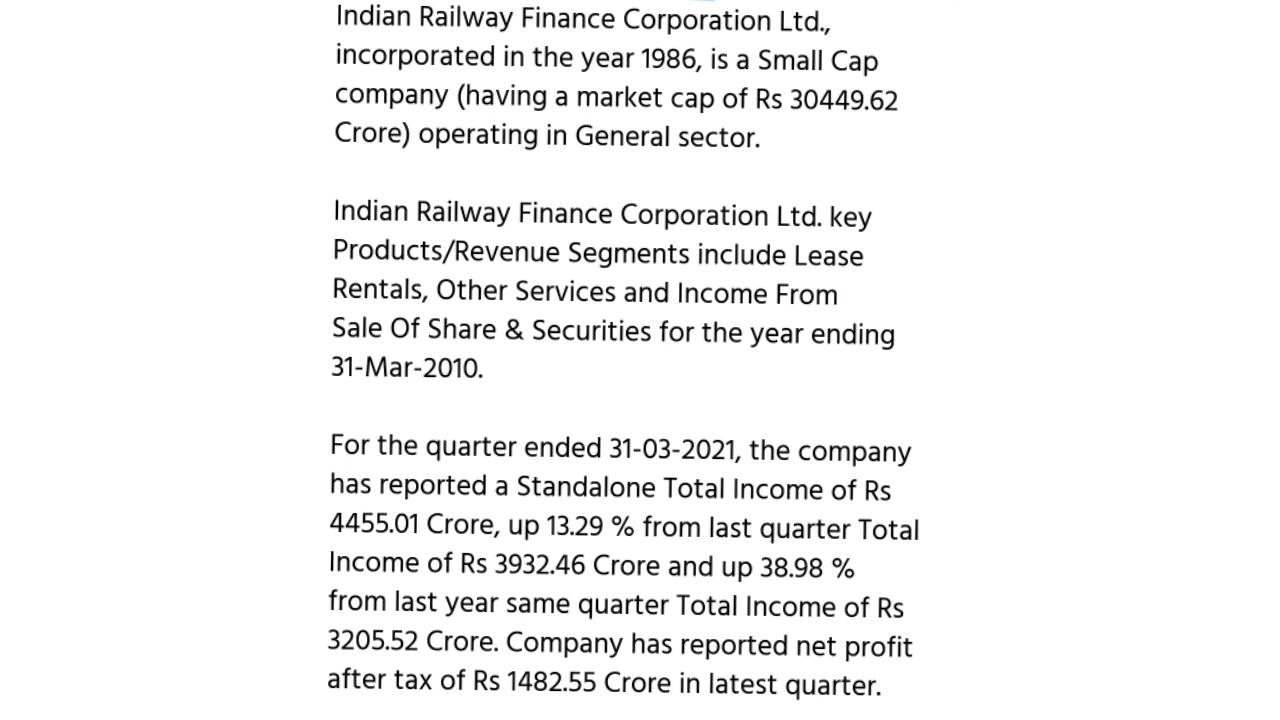 Indian Railway Finance Corporation Ltd.,
incorporated in the year 1986, is a Small Cap
company (having a market cap of Rs 30449.62
Crore) operating in General sector.
Indian Railway Finance Corporation Ltd. key
Products/Revenue Segments include Lease
Rentals, Other Services and Income From
Sale Of Share & Securities for the year ending
31-Mar-2010.
For the quarter ended 31-03-2021, the company
has reported a Standalone Total Income of Rs
4455.01 Crore, up 13.29 % from last quarter Total
Income of Rs 3932.46 Crore and up 38.98 %
from last year same quarter Total Income of Rs
3205.52 Crore. Company has reported net profit
after tax of Rs 1482.55 Crore in latest quarter.